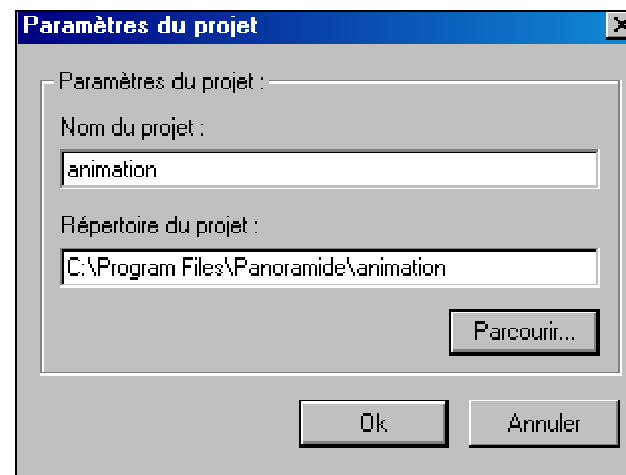 Paramètres du projet
Paramètres du projet :
Nom du projet :
animation
Répertoire du projet :
C:\Program Files\Panoramide\animation
Parcourir...
Ok
Annuler